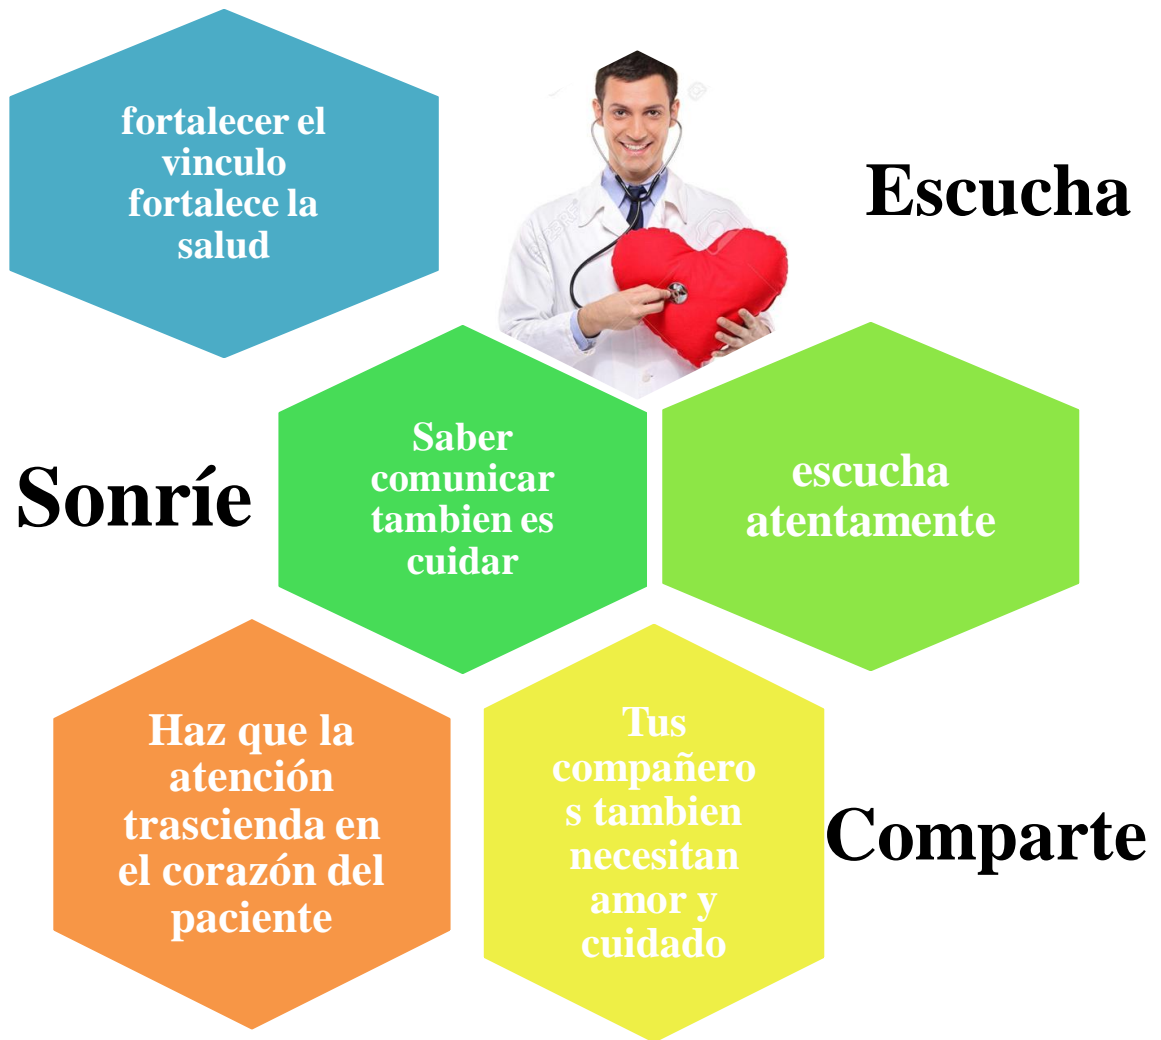 fortalecer el
vinculo
fortalece la
salud
Escucha
Sonríe
Saber
comunicar
tambien es
cuidar
escucha
atentamente
Haz que la
atención
trascienda en
el corazón del
paciente
Tus
compañero
s tambien
necesitan
amor y
cuidado
Comparte